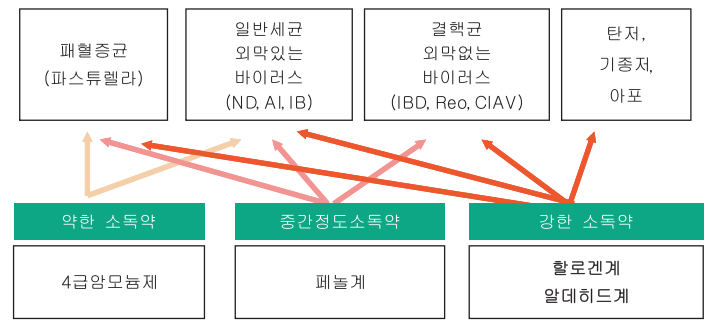 패혈증균
(파스튜렐라)
일반세균
외막있는
바이러스
(ND, AI, IB)
결핵균
외막없는
바이러스
(IBD, Reo, CIAV)
탄저,
기종저,
아포
약한 소독약
중간정도소독약
강한 소독약
4급암모늄제
페놀계
할로겐계
알데히드계